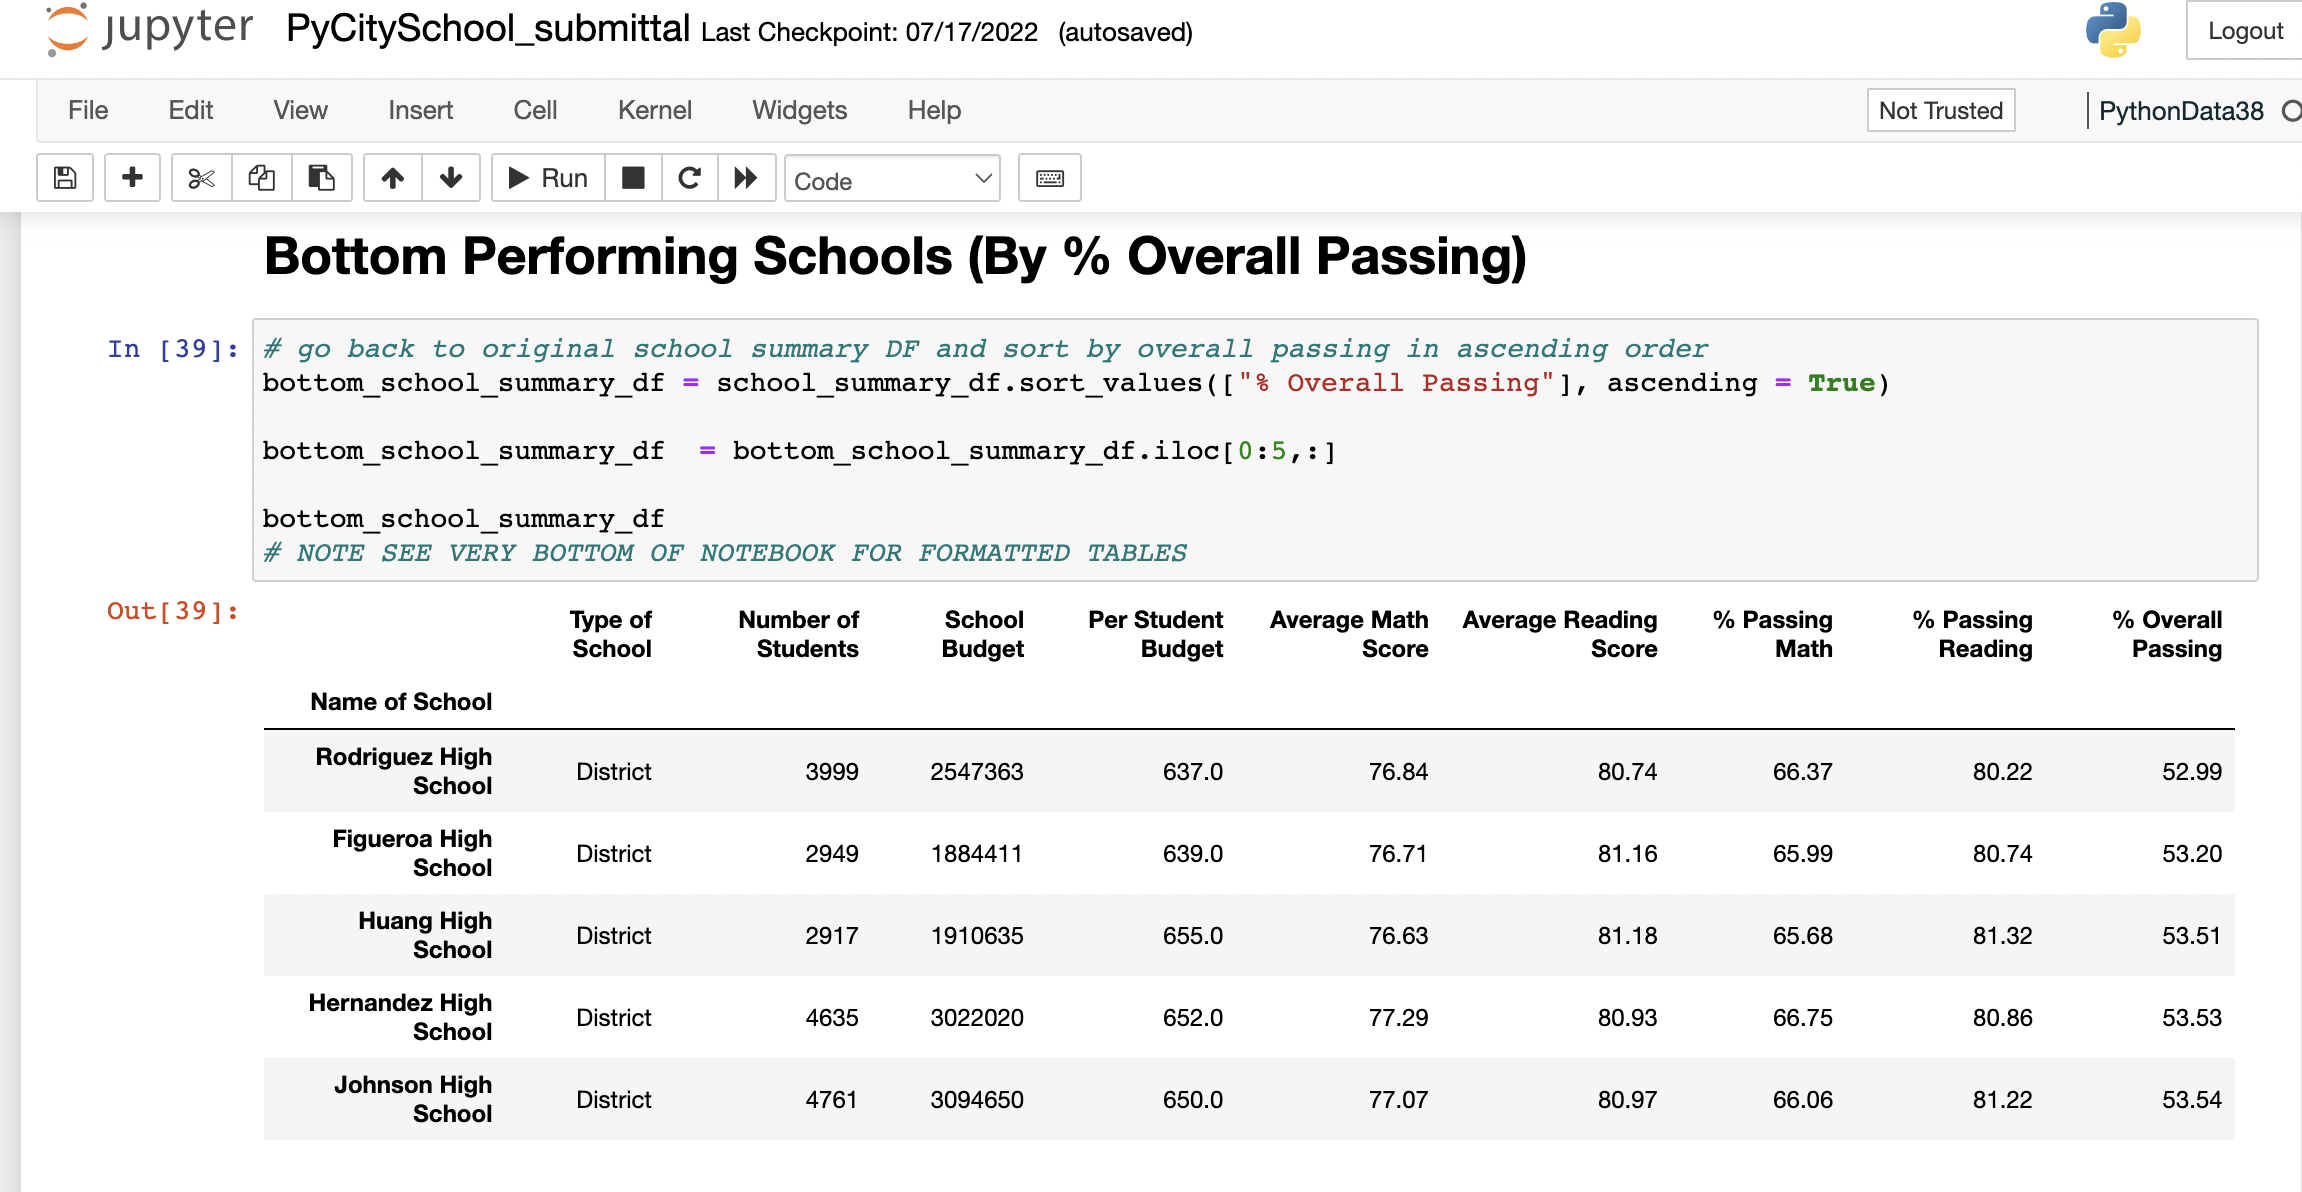 jupyter PyCitySchool_submittal Last Checkpoint: 07/17/2022 (autosaved) Logout
File Edit View Insert Cell Kernel Widgets Help Not Trusted PythonData38
Run Code
Bottom Performing Schools (By % Overall Passing)
In [39]: # go back to original school summary DF and sort by overall passing in ascending order
bottom_school_summary_df = school_summary_df.sort_values(["% Overall Passing"], ascending = True)
bottom_school_summary_df  = bottom_school_summary_df.iloc[0:5,:]
bottom_school_summary_df
# NOTE SEE VERY BOTTOM OF NOTEBOOK FOR FORMATTED TABLES
Out[39]:
Type of School Number of Students School Budget Per Student Budget Average Math Score Average Reading Score % Passing Math % Passing Reading % Overall Passing
Name of School
Rodriguez High School District 3999 2547363 637.0 76.84 80.74 66.37 80.22 52.99
Figueroa High School District 2949 1884411 639.0 76.71 81.16 65.99 80.74 53.20
Huang High School District 2917 1910635 655.0 76.63 81.18 65.68 81.32 53.51
Hernandez High School District 4635 3022020 652.0 77.29 80.93 66.75 80.86 53.53
Johnson High School District 4761 3094650 650.0 77.07 80.97 66.06 81.22 53.54